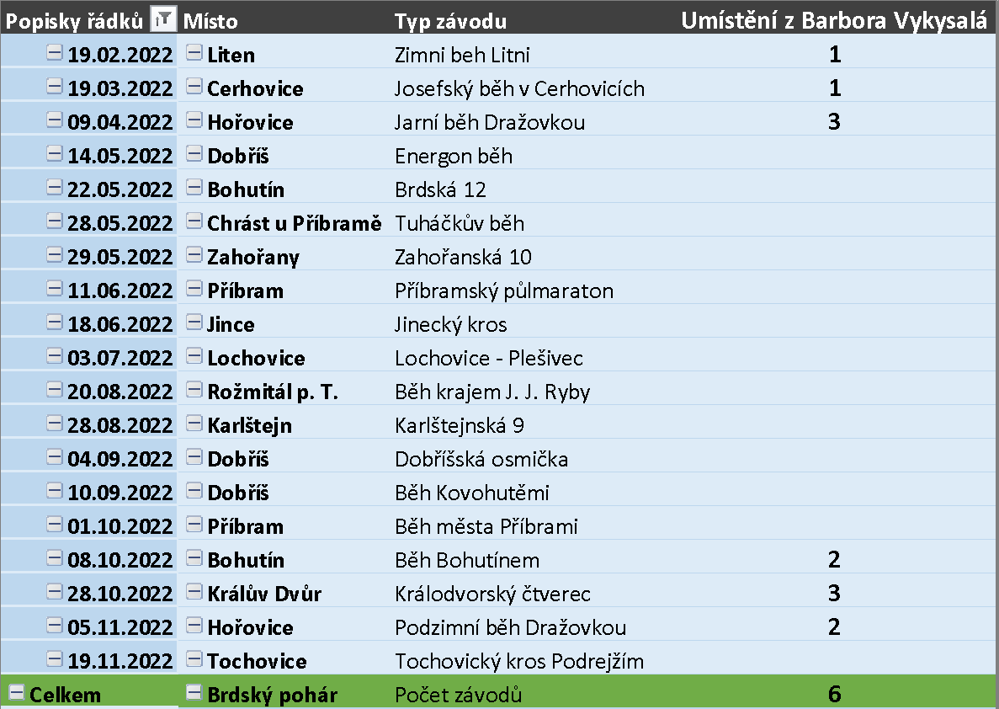 Popisky řádků Místo Typ závodu Umístění z Barbora Vykysalá
19.02.2022 Liten Zimni beh Litni 1
19.03.2022 Cerhovice Josefský běh v Cerhovicích 1
09.04.2022 Hořovice Jarní běh Dražovkou 3
14.05.2022 Dobříš Energon běh
22.05.2022 Bohutín Brdská 12
28.05.2022 Chrást u Příbramě Tuháčkův běh
29.05.2022 Zahořany Zahořanská 10
11.06.2022 Příbram Příbramský půlmaraton
18.06.2022 Jince Jinecký kros
03.07.2022 Lochovice Lochovice - Plešivec
20.08.2022 Rožmitál p. T. Běh krajem J. J. Ryby
28.08.2022 Karlštejn Karlštejnská 9
04.09.2022 Dobříš Dobříšská osmička
10.09.2022 Dobříš Běh Kovohutěmi
01.10.2022 Příbram Běh města Příbrami
08.10.2022 Bohutín Běh Bohutínem 2
28.10.2022 Králův Dvůr Králodvorský čtverec 3
05.11.2022 Hořovice Podzimní běh Dražovkou 2
19.11.2022 Tochovice Tochovický kros Podrejžím
Celkem Brdský pohár Počet závodů 6